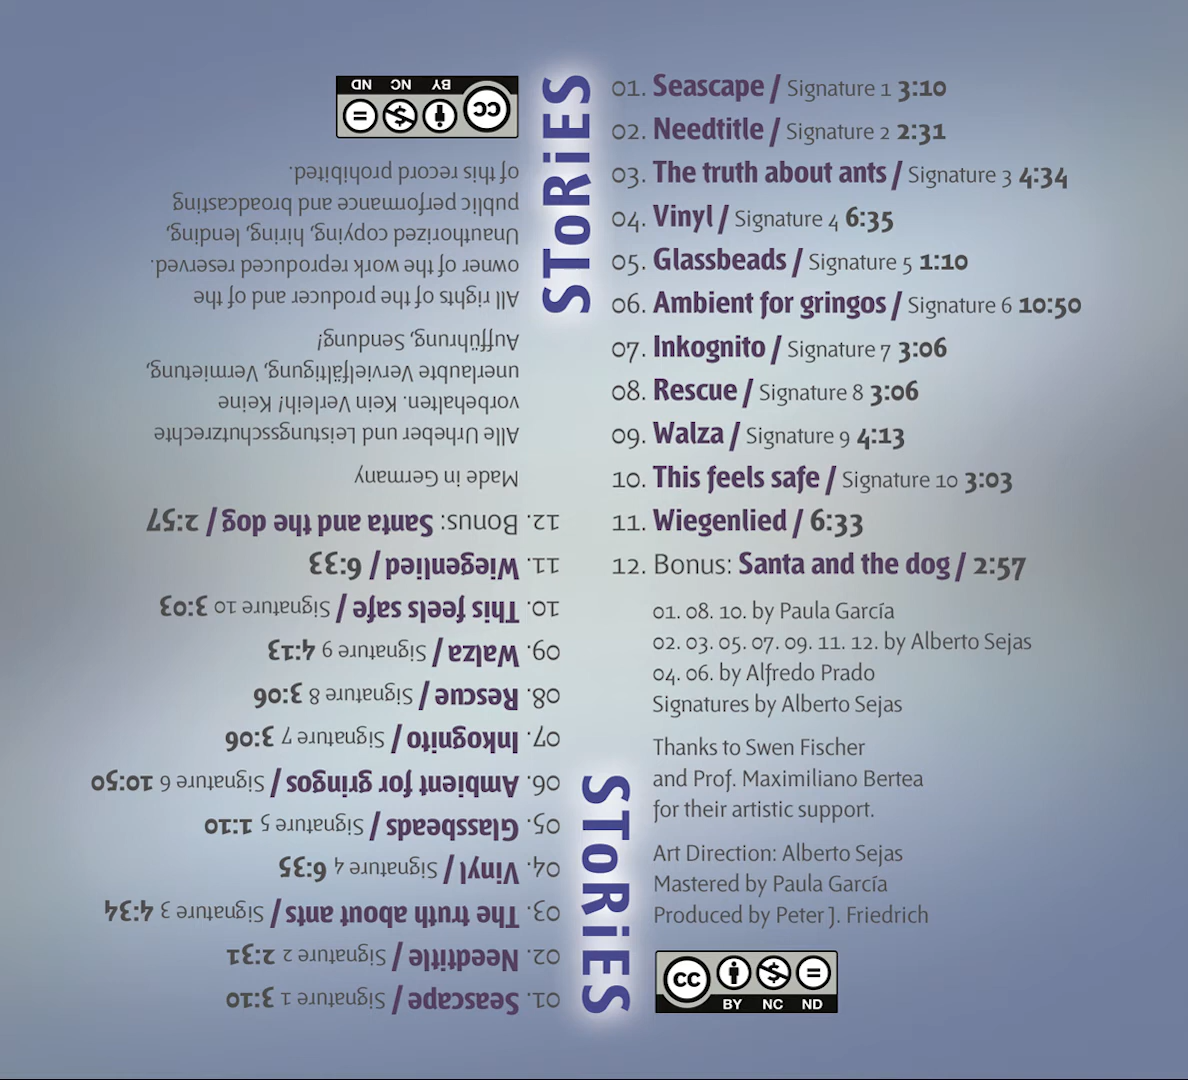 SToRiES
01. Seascape / Signature 1 3:10
02. Needtitle / Signature 2 2:31
03. The truth about ants / Signature 3 4:34
04. Vinyl / Signature 4 6:35
05. Glassbeads / Signature 5 1:10
06. Ambient for gringos / Signature 6 10:50
07. Inkognito / Signature 7 3:06
08. Rescue / Signature 8 3:06
09. Walza / Signature 9 4:13
10. This feels safe / Signature 10 3:03
11. Wiegenlied / 6:33
12. Bonus: Santa and the dog / 2:57
01. 08. 10. by Paula García
02. 03. 05. 07. 09. 11. 12. by Alberto Sejas
04. 06. by Alfredo Prado
Signatures by Alberto Sejas
Thanks to Swen Fischer
and Prof. Maximiliano Bertea
for their artistic support.
Art Direction: Alberto Sejas
Mastered by Paula García
Produced by Peter J. Friedrich
cc
BY NC ND
SToRiES
01. Seascape / Signature 1 3:10
02. Needtitle / Signature 2 2:31
03. The truth about ants / Signature 3 4:34
04. Vinyl / Signature 4 6:35
05. Glassbeads / Signature 5 1:10
06. Ambient for gringos / Signature 6 10:50
07. Inkognito / Signature 7 3:06
08. Rescue / Signature 8 3:06
09. Walza / Signature 9 4:13
10. This feels safe / Signature 10 3:03
11. Wiegenlied / 6:33
12. Bonus: Santa and the dog / 2:57
Made in Germany
Alle Urheber und Leistungsschutzrechte
vorbehalten. Kein Verleih! Keine
unerlaubte Vervielfältigung, Vermietung,
Aufführung, Sendung!
All rights of the producer and of the
owner of the work reproduced reserved.
Unauthorized copying, hiring, lending,
public performance and broadcasting
of this record prohibited.
cc
BY NC ND